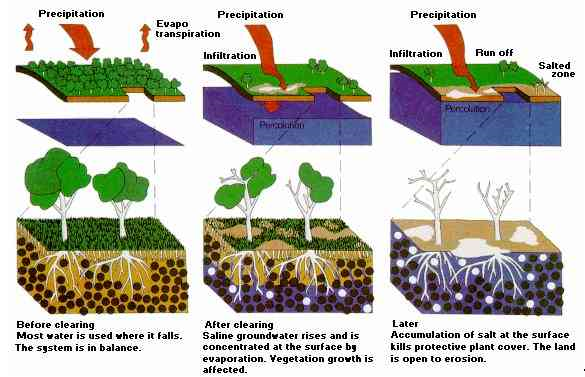 Precipitation
Evapo
transpiration
Before clearing
Most water is used where it falls.
The system is in balance.
Precipitation
Infiltration
Percolation
After clearing
Saline groundwater rises and is
concentrated at the surface by
evaporation. Vegetation growth is
affected.
Precipitation
Infiltration
Run off
Salted
zone
Percolation
Later
Accumulation of salt at the surface
kills protective plant cover. The land
is open to erosion.